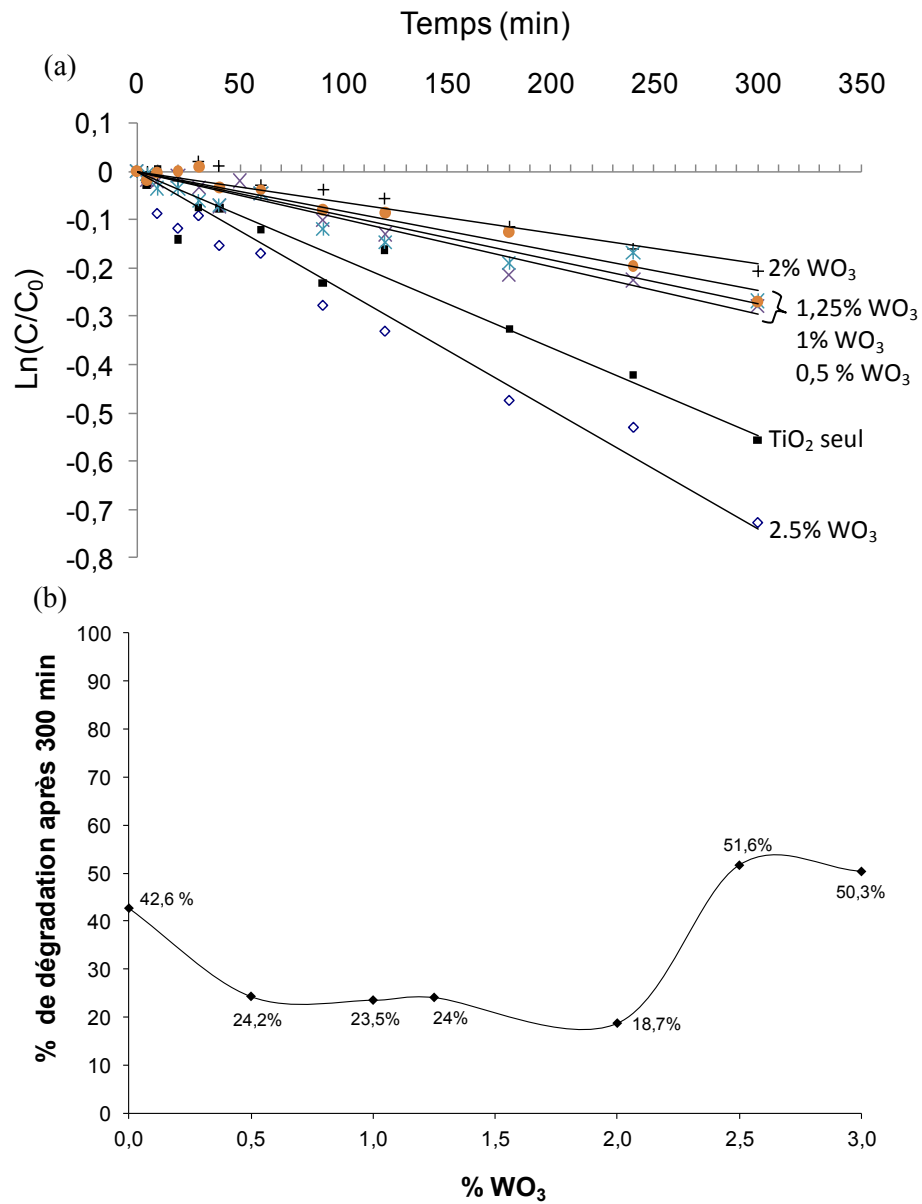 Temps (min)
(a)
0 50 100 150 200 250 300 350
0,1
0
-0,1
-0,2
-0,3
-0,4
-0,5
-0,6
-0,7
-0,8
Ln(C/C₀)
2% WO₃
1,25% WO₃
1% WO₃
0,5 % WO₃
TiO₂ seul
2.5% WO₃
(b)
% de dégradation après 300 min
100
90
80
70
60
50
40
30
20
10
0
42,6 %
24,2%
23,5%
24%
18,7%
51,6%
50,3%
0,0 0,5 1,0 1,5 2,0 2,5 3,0
% WO₃